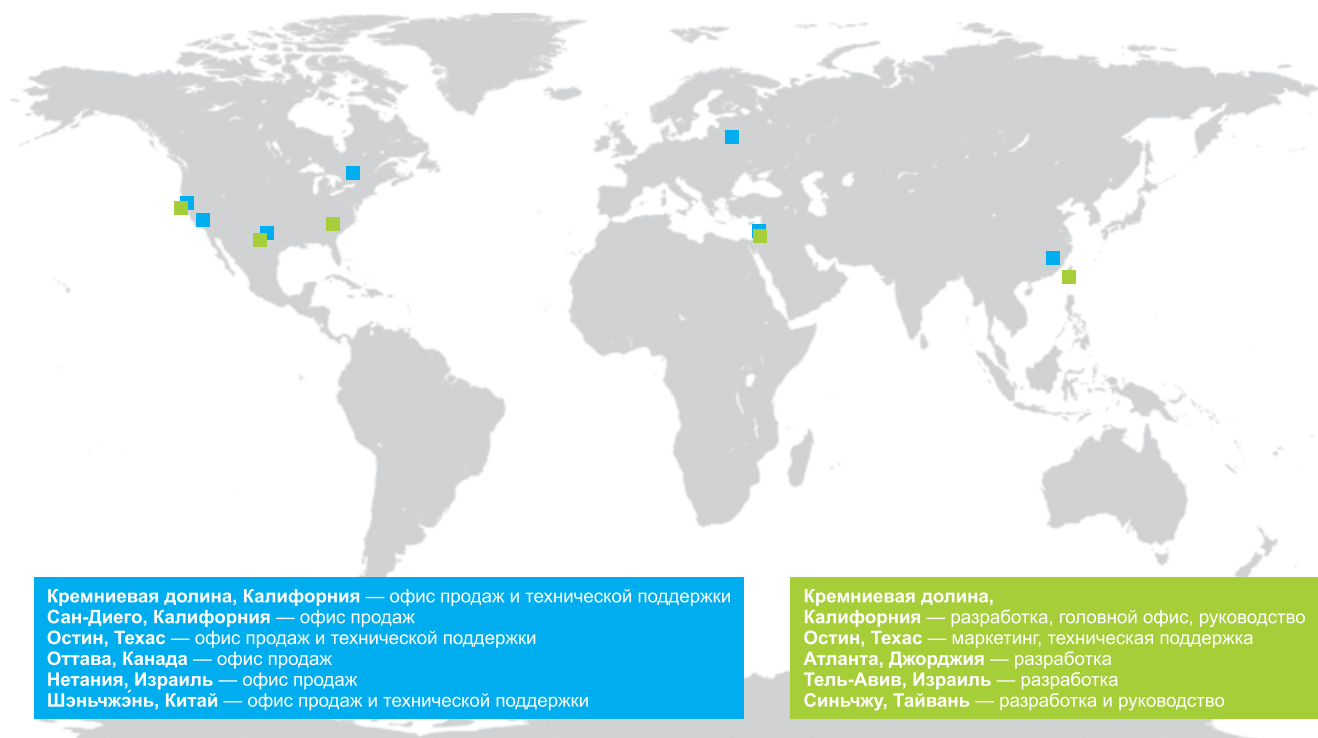 Кремниевая долина, Калифорния — офис продаж и технической поддержки
Сан-Диего, Калифорния — офис продаж
Остин, Техас — офис продаж и технической поддержки
Оттава, Канада — офис продаж
Нетания, Израиль — офис продаж
Шэньчжэ́нь, Китай — офис продаж и технической поддержки
Кремниевая долина,
Калифорния — разработка, головной офис, руководство
Остин, Техас — маркетинг, техническая поддержка
Атланта, Джорджия — разработка
Тель-Авив, Израиль — разработка
Синьчжу, Тайвань — разработка и руководство